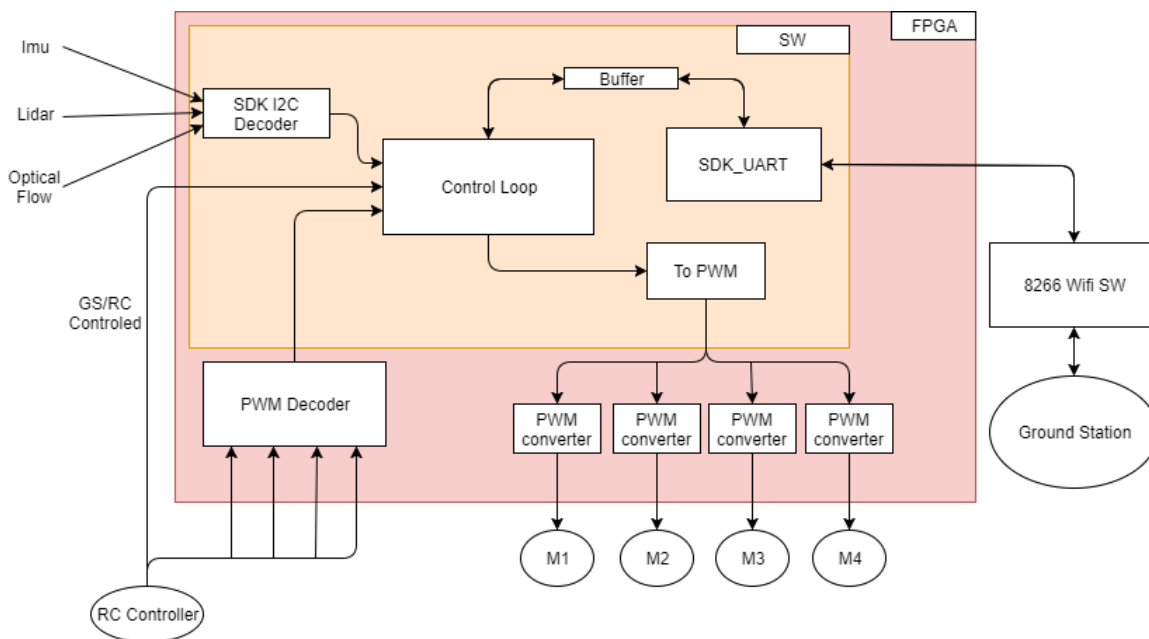 FPGA
SW
Imu
Lidar
Optical
Flow
SDK I2C
Decoder
Buffer
Control Loop
SDK_UART
To PWM
8266 Wifi SW
GS/RC
Controled
PWM Decoder
PWM
converter
PWM
converter
PWM
converter
PWM
converter
Ground Station
M1
M2
M3
M4
RC Controller